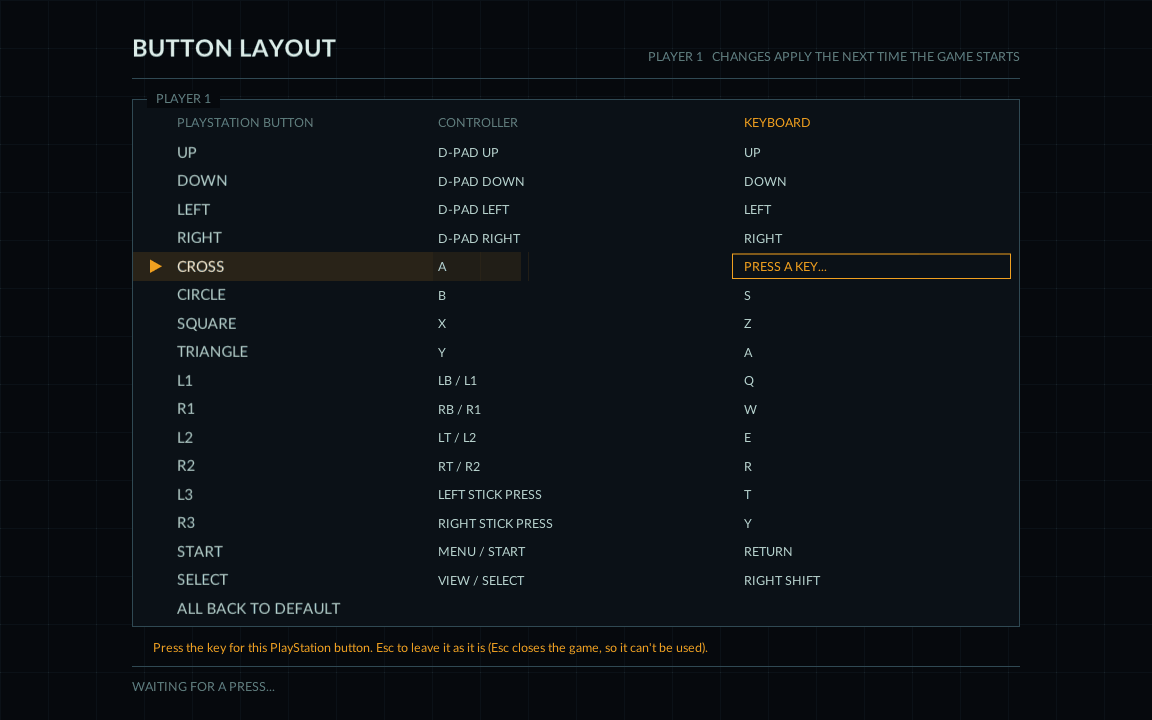 BUTTON LAYOUT
PLAYER 1 CHANGES APPLY THE NEXT TIME THE GAME STARTS
PLAYER 1
PLAYSTATION BUTTON CONTROLLER KEYBOARD
UP D-PAD UP UP
DOWN D-PAD DOWN DOWN
LEFT D-PAD LEFT LEFT
RIGHT D-PAD RIGHT RIGHT
CROSS A PRESS A KEY...
CIRCLE B S
SQUARE X Z
TRIANGLE Y A
L1 LB / L1 Q
R1 RB / R1 W
L2 LT / L2 E
R2 RT / R2 R
L3 LEFT STICK PRESS T
R3 RIGHT STICK PRESS Y
START MENU / START RETURN
SELECT VIEW / SELECT RIGHT SHIFT
ALL BACK TO DEFAULT
Press the key for this PlayStation button. Esc to leave it as it is (Esc closes the game, so it can't be used).
WAITING FOR A PRESS...